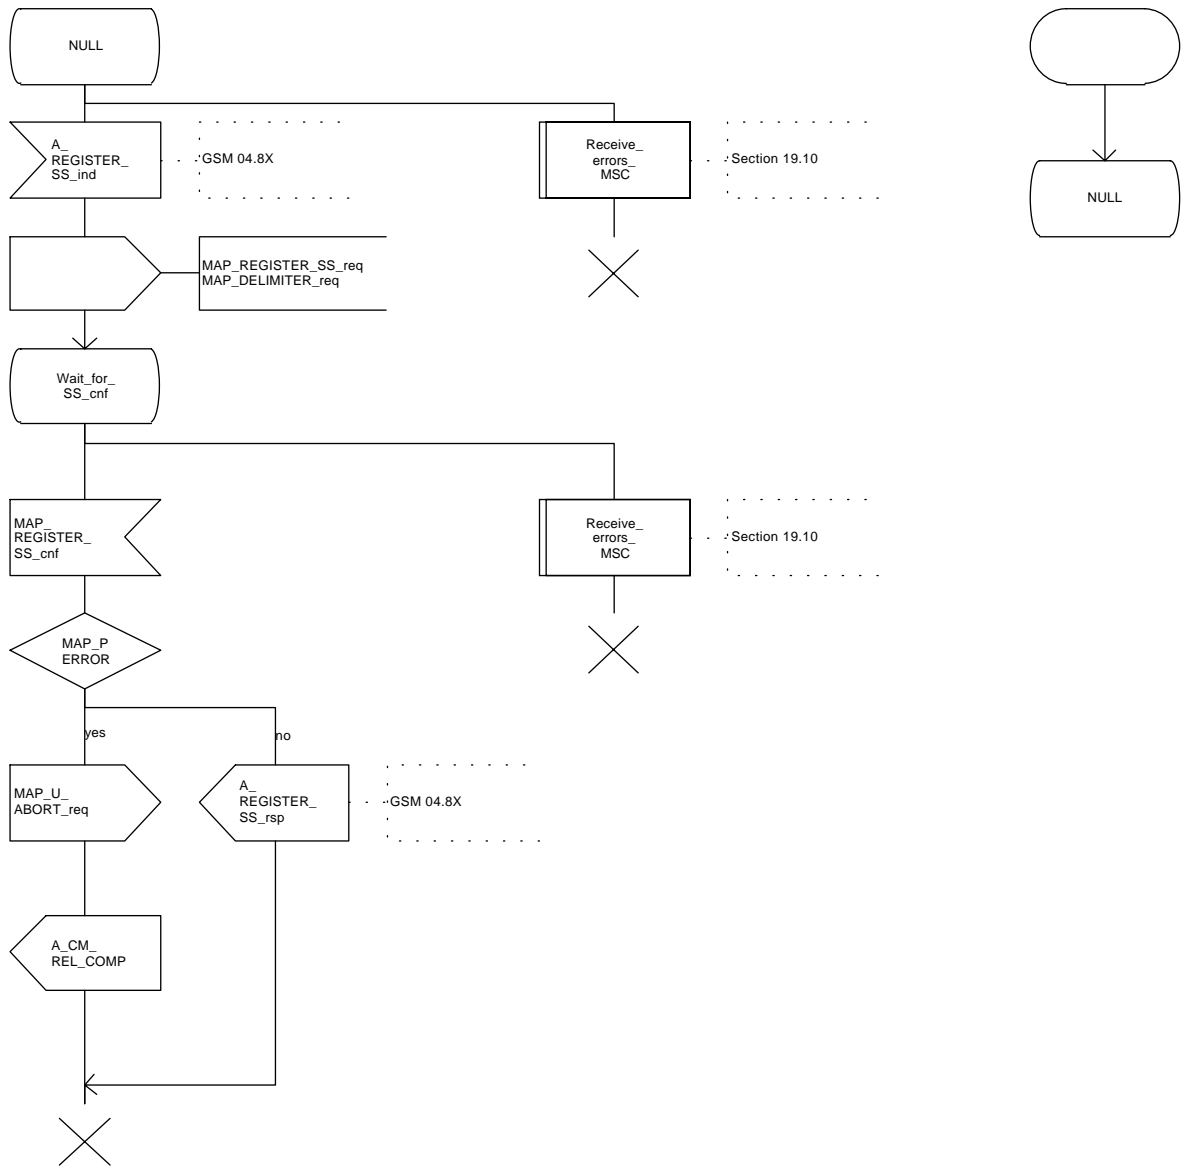 NULL
A_
REGISTER_
SS_ind
GSM 04.8X
Receive_
errors_
MSC
Section 19.10
NULL
MAP_REGISTER_SS_req
MAP_DELIMITER_req
Wait_for_
SS_cnf
MAP_
REGISTER_
SS_cnf
Receive_
errors_
MSC
Section 19.10
MAP_P
ERROR
yes
no
MAP_U_
ABORT_req
A_
REGISTER_
SS_rsp
GSM 04.8X
A_CM_
REL_COMP